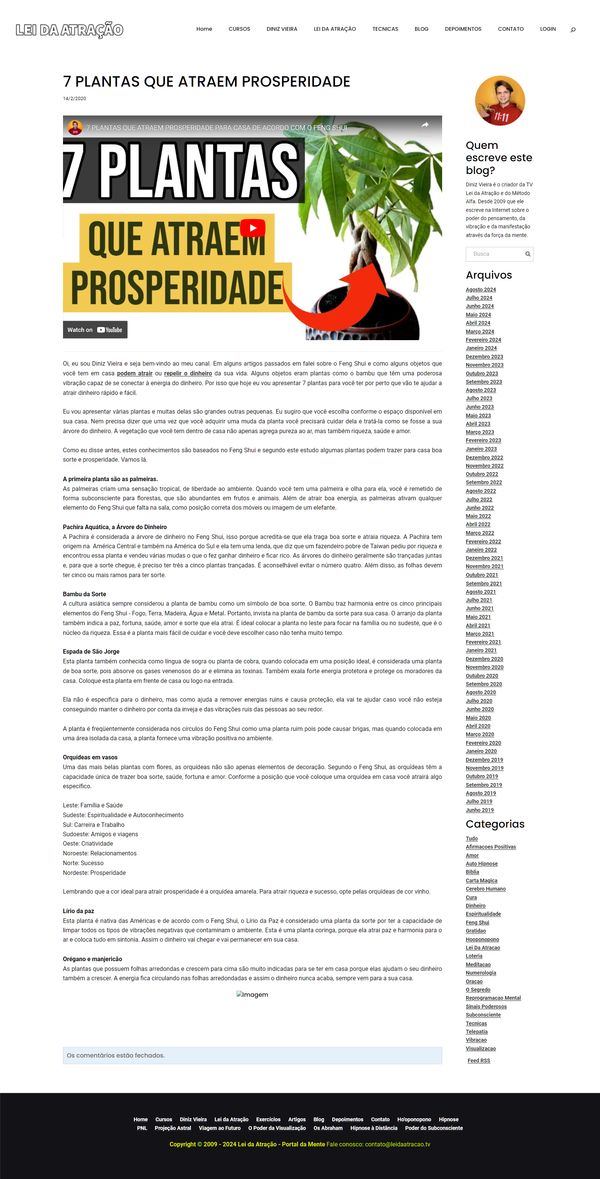 LEI DA ATRAÇÃO
Home CURSOS DINIZ VIEIRA LEI DA ATRAÇÃO TECNICAS BLOG DEPOIMENTOS CONTATO LOGIN
7 PLANTAS QUE ATRAEM PROSPERIDADE
14/2/2020
7 PLANTAS QUE ATRAEM PROSPERIDADE PARA CASA DE ACORDO COM O FENG SHUI
7 PLANTAS
QUE ATRAEM
PROSPERIDADE
Watch on YouTube
Oi, eu sou Diniz Vieira e seja bem-vindo ao meu canal. Em alguns artigos passados em falei sobre o Feng Shui e como alguns objetos que
você tem em casa podem atrair ou repelir o dinheiro da sua vida. Alguns objetos eram plantas como o bambu que têm uma poderosa
vibração capaz de se conectar à energia do dinheiro. Por isso que hoje eu vou apresentar 7 plantas para você ter por perto que vão te ajudar a
atrair dinheiro rápido e fácil.
Eu vou apresentar várias plantas e muitas delas são grandes outras pequenas. Eu sugiro que você escolha conforme o espaço disponível em
sua casa. Nem precisa dizer que uma vez que você adquirir uma muda da planta você precisará cuidar dela e tratá-la como se fosse a sua
árvore do dinheiro. A vegetação que você tem dentro de casa não apenas agrega pureza ao ar, mas também riqueza, saúde e amor.
Como eu disse antes, estes conhecimentos são baseados no Feng Shui e segundo este estudo algumas plantas podem trazer para casa boa
sorte e prosperidade. Vamos lá.
A primeira planta são as palmeiras.
As palmeiras criam uma sensação tropical, de liberdade ao ambiente. Quando você tem uma palmeira e olha para ela, você é remetido de
forma subconsciente para florestas, que são abundantes em frutos e animais. Além de atrair boa energia, as palmeiras ativam qualquer
elemento do Feng Shui que falta na sala, como posição correta dos móveis ou imagem de um elefante.
Pachira Aquática, a Árvore do Dinheiro
A Pachira é considerada a árvore do dinheiro no Feng Shui, isso porque acredita-se que ela traga boa sorte e atraia riqueza. A Pachira tem
origem na América Central e também na América do Sul e ela tem uma lenda, que diz que um fazendeiro pobre de Taiwan pediu por riqueza e
encontrou essa planta e vendeu várias mudas o que o fez ganhar dinheiro e ficar rico. As árvores do dinheiro geralmente são trançadas juntas
e, para que a sorte chegue, é preciso ter três a cinco plantas trançadas. É aconselhável evitar o número quatro. Além disso, as folhas devem
ter cinco ou mais ramos para ter sorte.
Bambu da Sorte
A cultura asiática sempre considerou a planta de bambu como um símbolo de boa sorte. O Bambu traz harmonia entre os cinco principais
elementos do Feng Shui - Fogo, Terra, Madeira, Água e Metal. Portanto, invista na planta de bambu da sorte para sua casa. O arranjo da planta
também indica a paz, fortuna, saúde, amor e sorte que ela atrai. É ideal colocar a planta no leste para focar na família ou no sudeste, que é o
núcleo da riqueza. Essa é a planta mais fácil de cuidar e você deve escolher caso não tenha muito tempo.
Espada de São Jorge
Esta planta também conhecida como língua de sogra ou planta de cobra, quando colocada em uma posição ideal, é considerada uma planta
de boa sorte, pois absorve os gases venenosos do ar e elimina as toxinas. Também exala forte energia protetora e protege os moradores da
casa. Coloque esta planta em frente de casa ou logo na entrada.
Ela não é específica para o dinheiro, mas como ajuda a remover energias ruins e causa proteção, ela vai te ajudar caso você não esteja
conseguindo manter o dinheiro por conta da inveja e das vibrações ruis das pessoas ao seu redor.
A planta é freqüentemente considerada nos círculos do Feng Shui como uma planta ruim pois pode causar brigas, mas quando colocada em
uma área isolada da casa, a planta fornece uma vibração positiva no ambiente.
Orquídeas em vasos
Uma das mais belas plantas com flores, as orquídeas não são apenas elementos de decoração. Segundo o Feng Shui, as orquídeas têm a
capacidade única de trazer boa sorte, saúde, fortuna e amor. Conforme a posição que você coloque uma orquídea em casa você atrairá algo
específico.
Leste: Família e Saúde
Sudeste: Espiritualidade e Autoconhecimento
Sul: Carreira e Trabalho
Sudoeste: Amigos e viagens
Oeste: Criatividade
Noroeste: Relacionamentos
Norte: Sucesso
Nordeste: Prosperidade
Lembrando que a cor ideal para atrair prosperidade é a orquídea amarela. Para atrair riqueza e sucesso, opte pelas orquídeas de cor vinho.
Lírio da paz
Esta planta é nativa das Américas e de acordo com o Feng Shui, o Lírio da Paz é considerado uma planta da sorte por ter a capacidade de
limpar todos os tipos de vibrações negativas que contaminam o ambiente. Esta é uma planta coringa, porque ela atrai paz e harmonia para o
ar e coloca tudo em sintonia. Assim o dinheiro vai chegar e vai permanecer em sua casa.
Orégano e manjericão
As plantas que possuem folhas arredondas e crescem para cima são muito indicadas para se ter em casa porque elas ajudam o seu dinheiro
também a crescer. A energia fica circulando nas folhas arredondadas e assim o dinheiro nunca acaba, sempre vem para a sua casa.
Imagem
Os comentários estão fechados.
11:11
Quem
escreve este
blog?
Diniz Vieira é o criador da TV
Lei da Atração e do Método
Alfa. Desde 2009 que ele
escreve na Internet sobre o
poder do pensamento, da
vibração e da manifestação
através da força da mente.
Busca
Arquivos
Agosto 2024
Julho 2024
Junho 2024
Maio 2024
Abril 2024
Março 2024
Fevereiro 2024
Janeiro 2024
Dezembro 2023
Novembro 2023
Outubro 2023
Setembro 2023
Agosto 2023
Julho 2023
Junho 2023
Maio 2023
Abril 2023
Março 2023
Fevereiro 2023
Janeiro 2023
Dezembro 2022
Novembro 2022
Outubro 2022
Setembro 2022
Agosto 2022
Julho 2022
Junho 2022
Maio 2022
Abril 2022
Março 2022
Fevereiro 2022
Janeiro 2022
Dezembro 2021
Novembro 2021
Outubro 2021
Setembro 2021
Agosto 2021
Julho 2021
Junho 2021
Maio 2021
Abril 2021
Março 2021
Fevereiro 2021
Janeiro 2021
Dezembro 2020
Novembro 2020
Outubro 2020
Setembro 2020
Agosto 2020
Julho 2020
Junho 2020
Maio 2020
Abril 2020
Março 2020
Fevereiro 2020
Janeiro 2020
Dezembro 2019
Novembro 2019
Outubro 2019
Setembro 2019
Agosto 2019
Julho 2019
Junho 2019
Categorias
Tudo
Afirmacoes Positivas
Amor
Auto Hipnose
Biblia
Carta Magica
Cerebro Humano
Cura
Dinheiro
Espiritualidade
Feng Shui
Gratidao
Hooponopono
Lei Da Atracao
Loteria
Meditacao
Numerologia
Oracao
O Segredo
Reprogramacao Mental
Sinais Poderosos
Subconsciente
Tecnicas
Telepatia
Vibracao
Visualizacao
Feed RSS
Home Cursos Diniz Vieira Lei da Atração Exercícios Artigos Blog Depoimentos Contato Ho'oponopono Hipnose
PNL Projeção Astral Viagem ao Futuro O Poder da Visualização Os Abraham Hipnose à Distância Poder do Subconsciente
Copyright © 2009 - 2024 Lei da Atração - Portal da Mente Fale conosco: contato@leidaatracao.tv